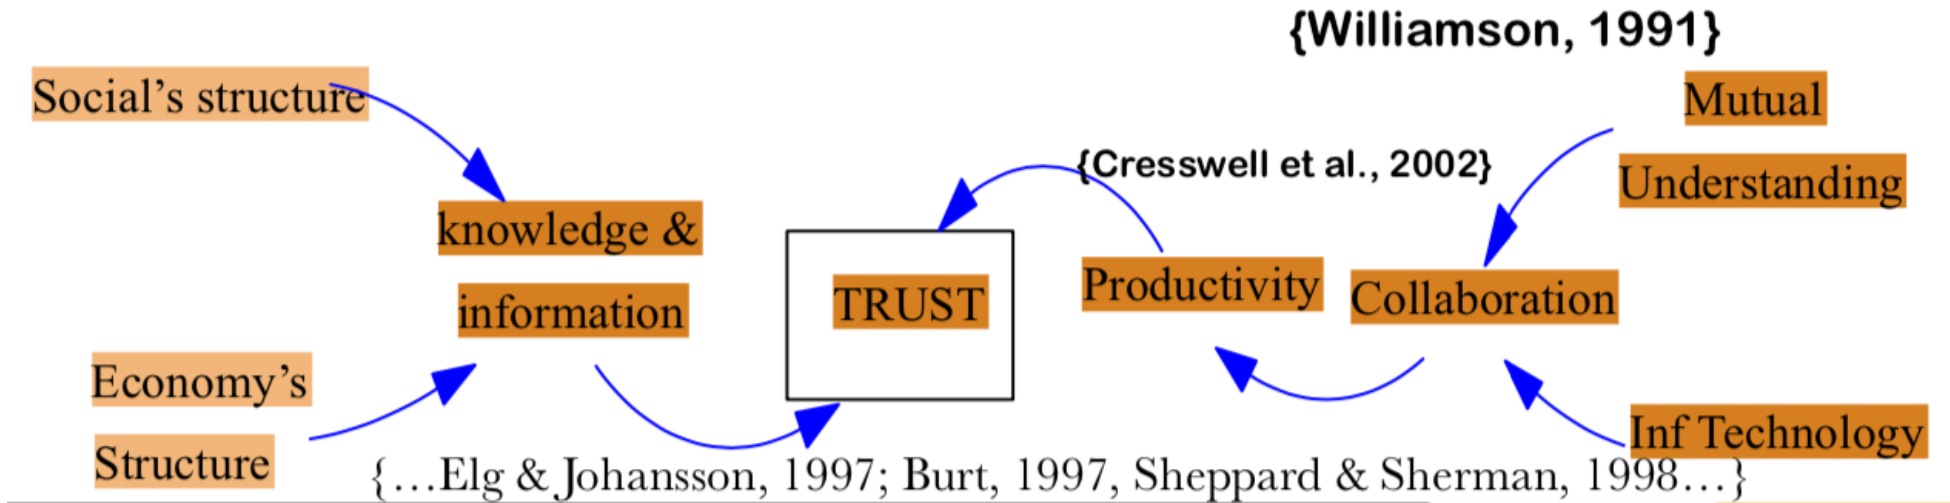 {Williamson, 1991}
Social's structure
Mutual
Understanding
{Cresswell et al., 2002}
knowledge &
information
TRUST
Productivity
Collaboration
Economy's
Structure
Inf Technology
{...Elg & Johansson, 1997; Burt, 1997, Sheppard & Sherman, 1998...}